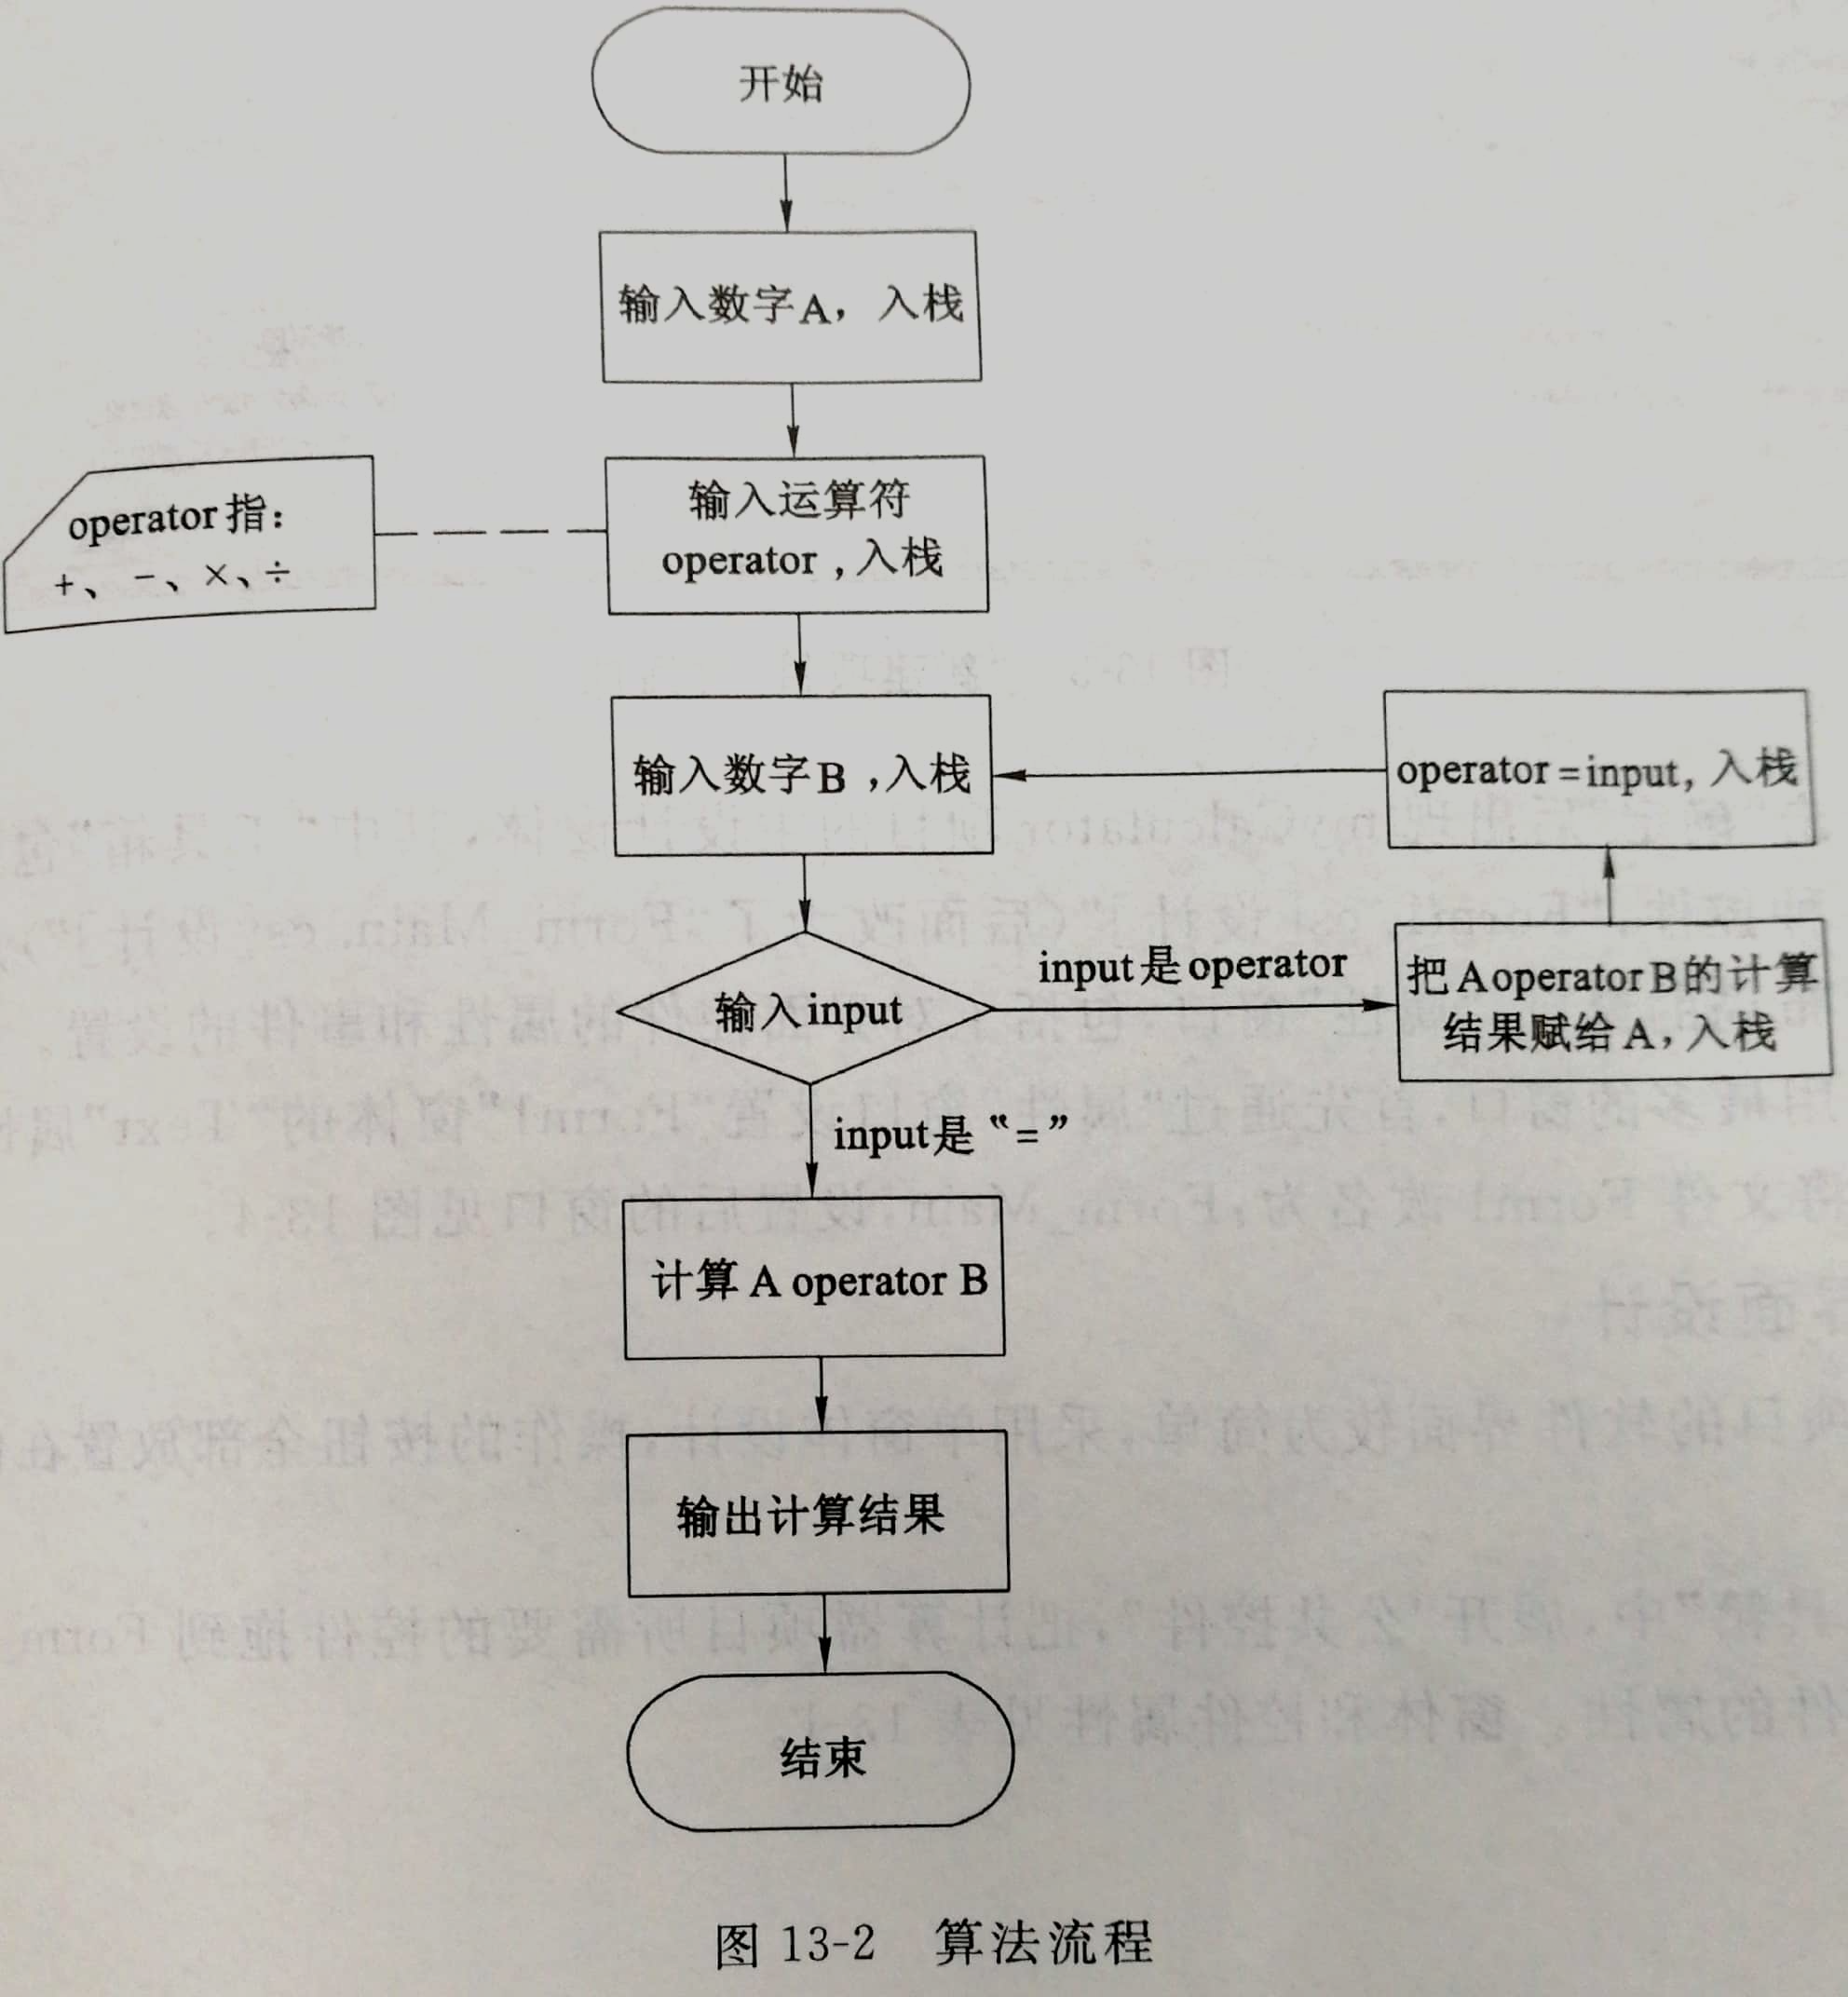 开始
输入数字A，入栈
operator指：
+、-、×、÷
输入运算符
operator，入栈
输入数字B，入栈
operator=input，入栈
输入input
input是operator
把AoperatorB的计算
结果赋给A，入栈
input是“=”
计算A operator B
输出计算结果
结束
图 13-2 算法流程